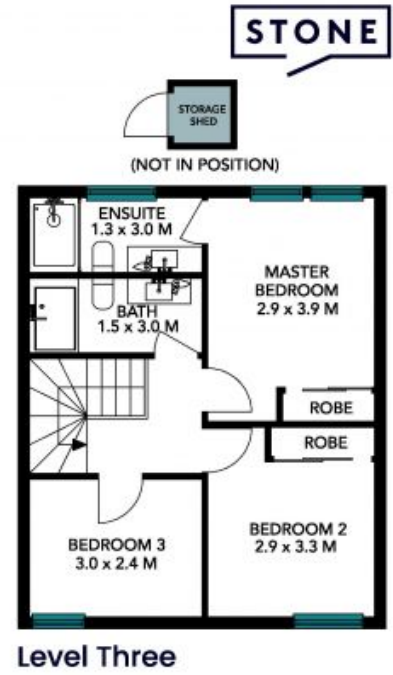 STONE
STORAGE
SHED
(NOT IN POSITION)
ENSUITE
1.3 x 3.0 M
BATH
1.5 x 3.0 M
MASTER
BEDROOM
2.9 x 3.9 M
ROBE
ROBE
BEDROOM 3
3.0 x 2.4 M
BEDROOM 2
2.9 x 3.3 M
Level Three